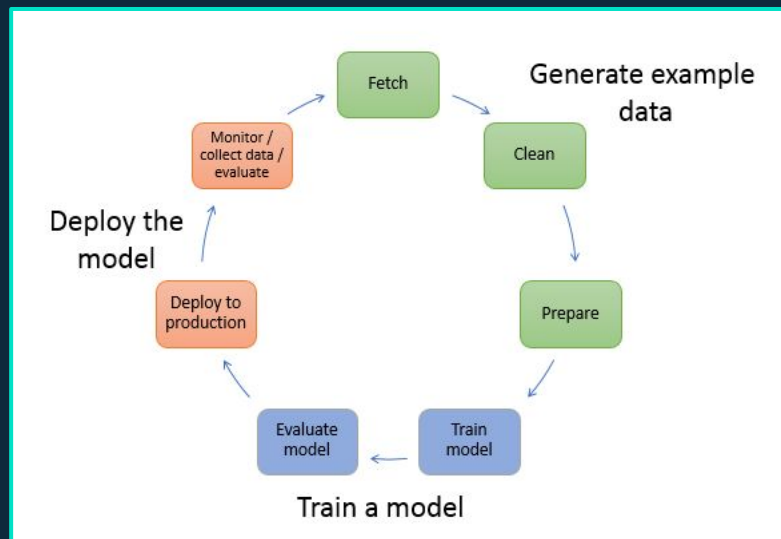 Fetch
Generate example
data
Clean
Monitor /
collect data /
evaluate
Deploy the
model
Deploy to
production
Prepare
Evaluate
model
Train
model
Train a model